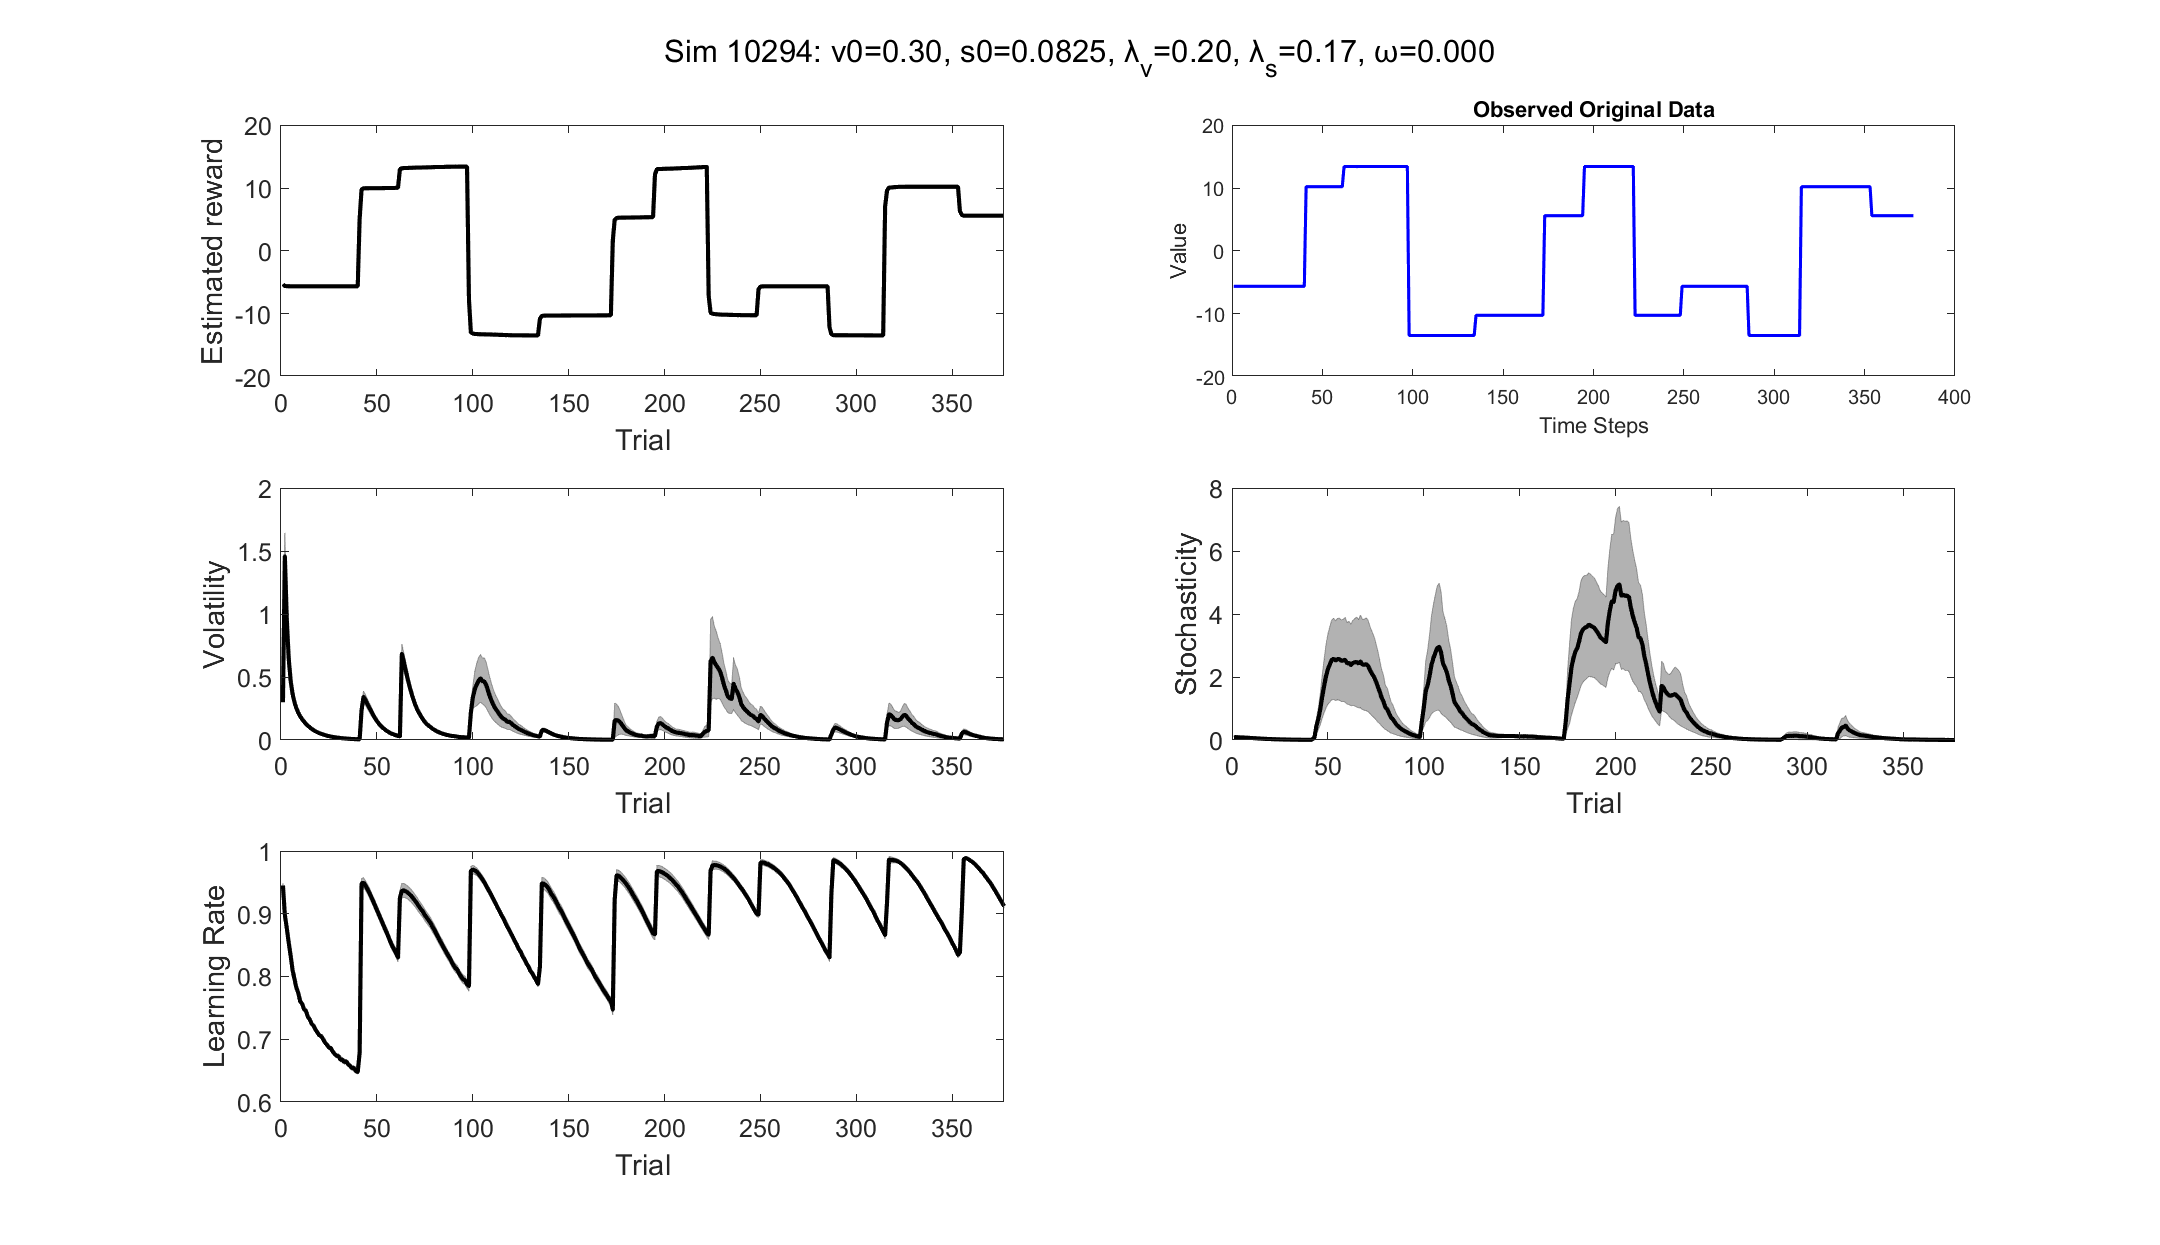 Sim 10294: v0=0.30, s0=0.0825, λ_v=0.20, λ_s=0.17, ω=0.000
Estimated reward
20
10
0
-10
-20
0 50 100 150 200 250 300 350
Trial
Observed Original Data
Value
20
10
0
-10
-20
0 50 100 150 200 250 300 350 400
Time Steps
Volatility
2
1.5
1
0.5
0
0 50 100 150 200 250 300 350
Trial
Stochasticity
8
6
4
2
0
0 50 100 150 200 250 300 350
Trial
Learning Rate
1
0.9
0.8
0.7
0.6
0 50 100 150 200 250 300 350
Trial